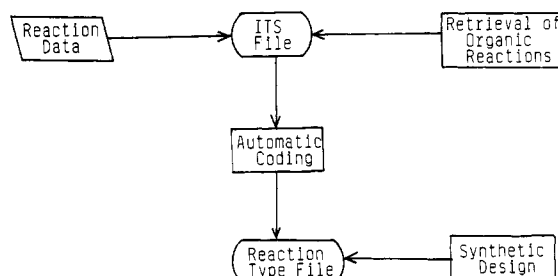 Reaction
Data
ITS
File
Retrieval of
Organic
Reactions
Automatic
Coding
Reaction
Type File
Synthetic
Design